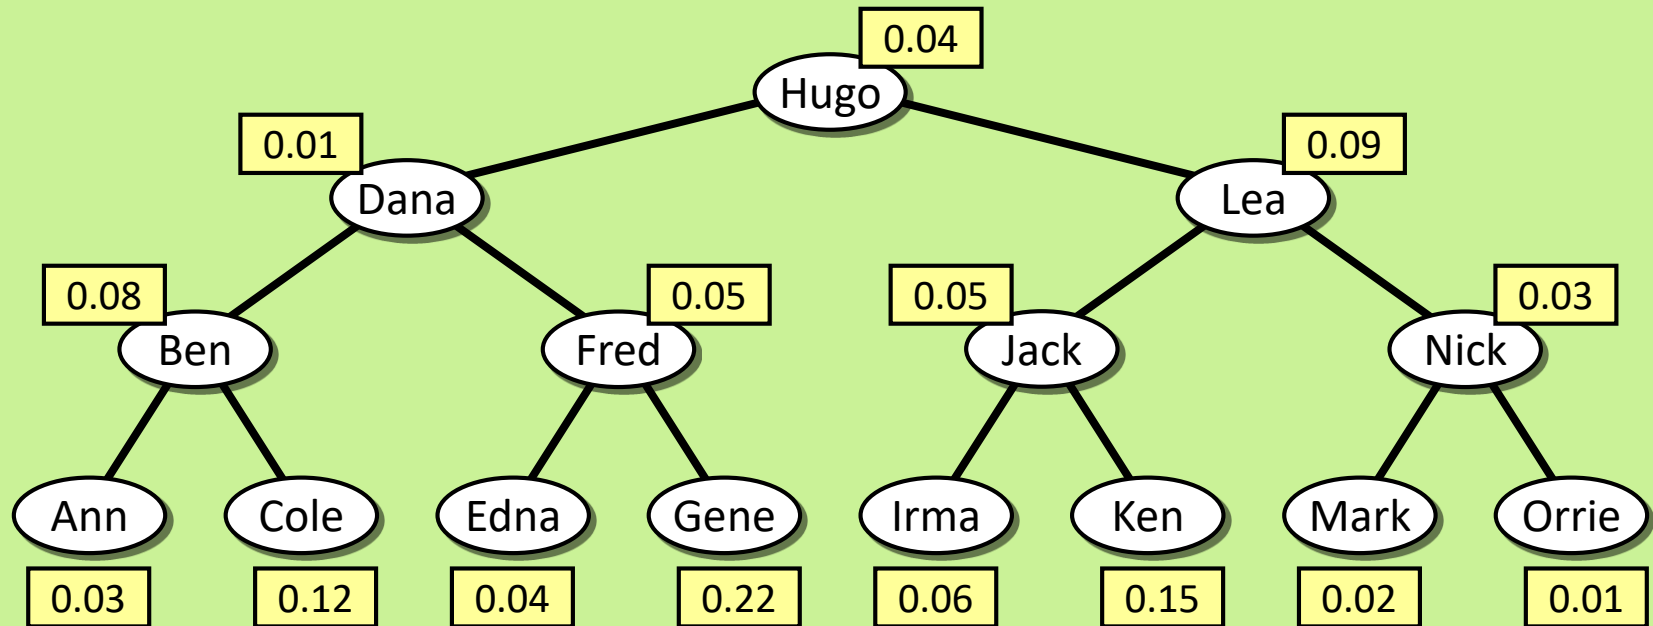 0.04
Hugo
0.01
0.09
Dana
Lea
0.08
0.05
0.05
0.03
Ben
Fred
Jack
Nick
Ann
Cole
Edna
Gene
Irma
Ken
Mark
Orrie
0.03
0.12
0.04
0.22
0.06
0.15
0.02
0.01